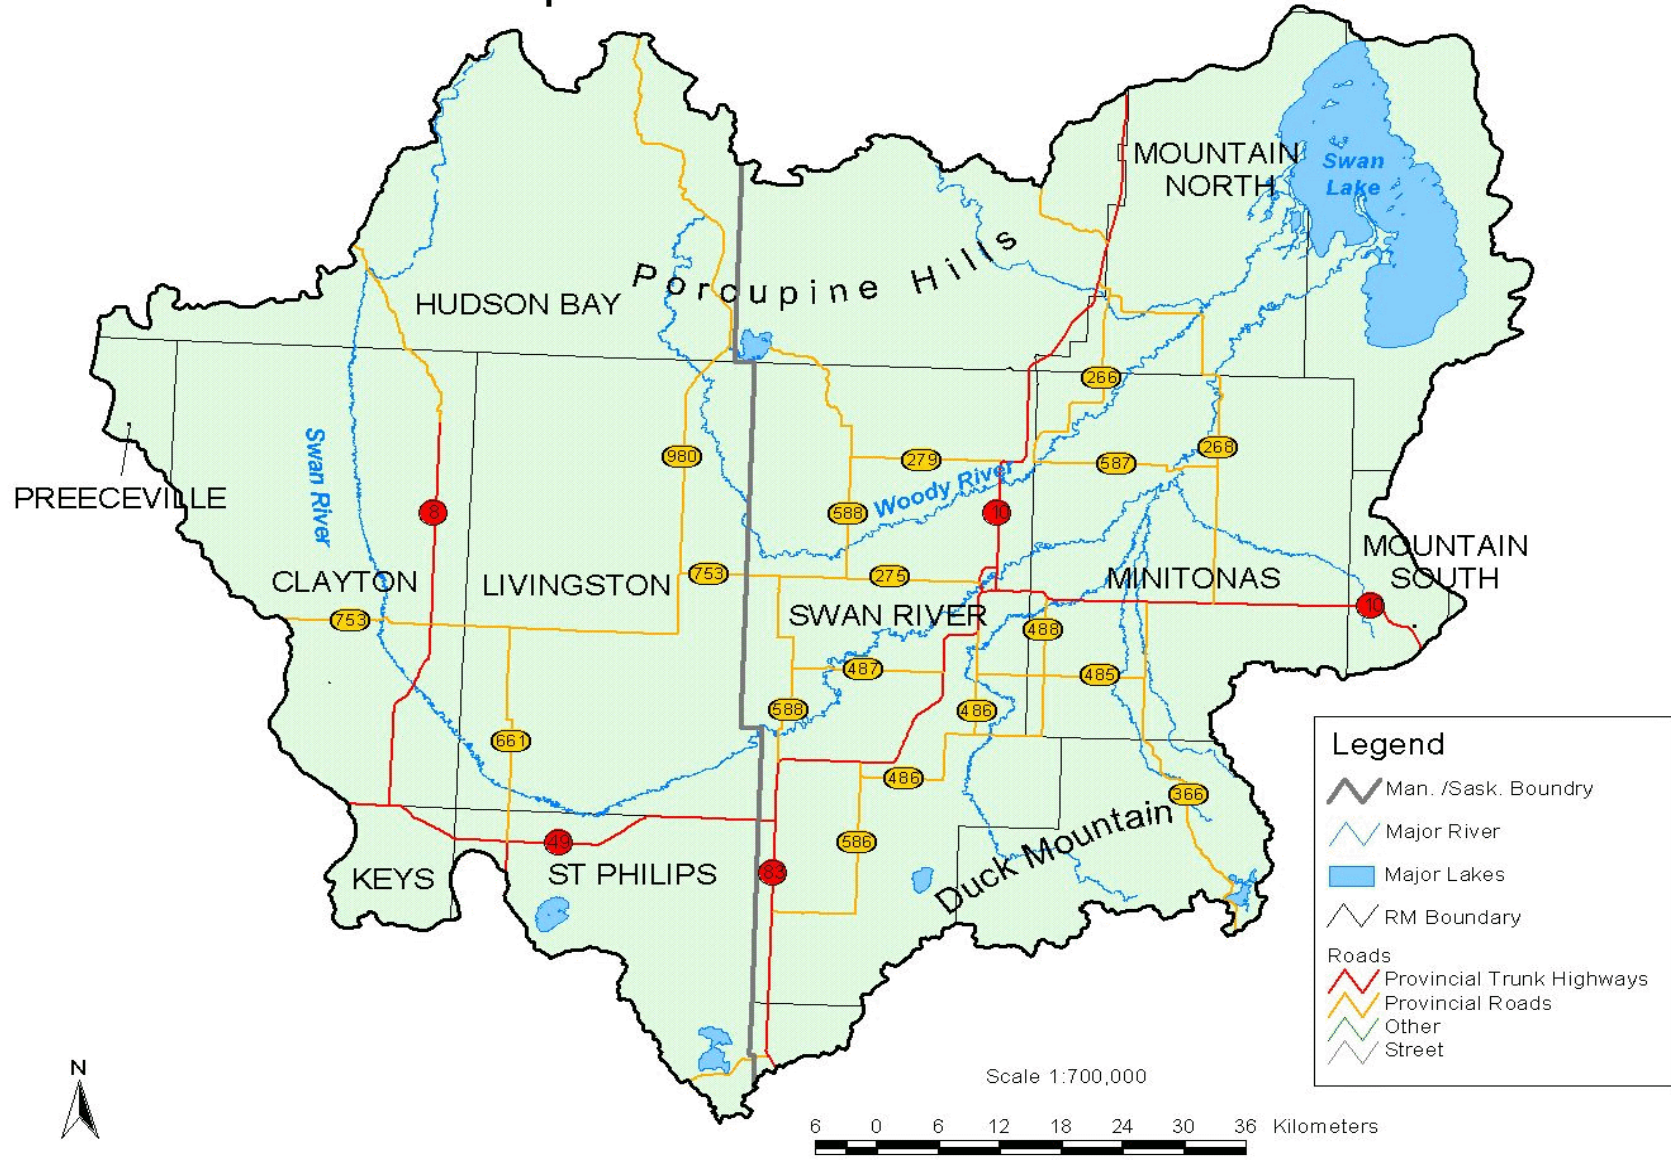 MOUNTAIN
NORTH
Swan
Lake
Porcupine Hills
HUDSON BAY
266
268
980
279
587
Swan River
Woody River
PREECEVILLE
8
588
10
MOUNTAIN
SOUTH
CLAYTON
LIVINGSTON
753
275
MINITONAS
SWAN RIVER
10
753
488
487
485
588
486
661
486
366
49
586
Duck Mountain
KEYS
ST PHILIPS
83
Legend
Man. /Sask. Boundry
Major River
Major Lakes
RM Boundary
Roads
Provincial Trunk Highways
Provincial Roads
Other
Street
N
Scale 1:700,000
6 0 6 12 18 24 30 36 Kilometers